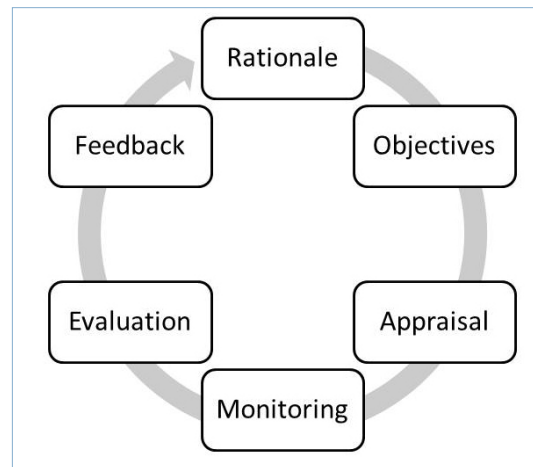 Rationale
Objectives
Appraisal
Monitoring
Evaluation
Feedback